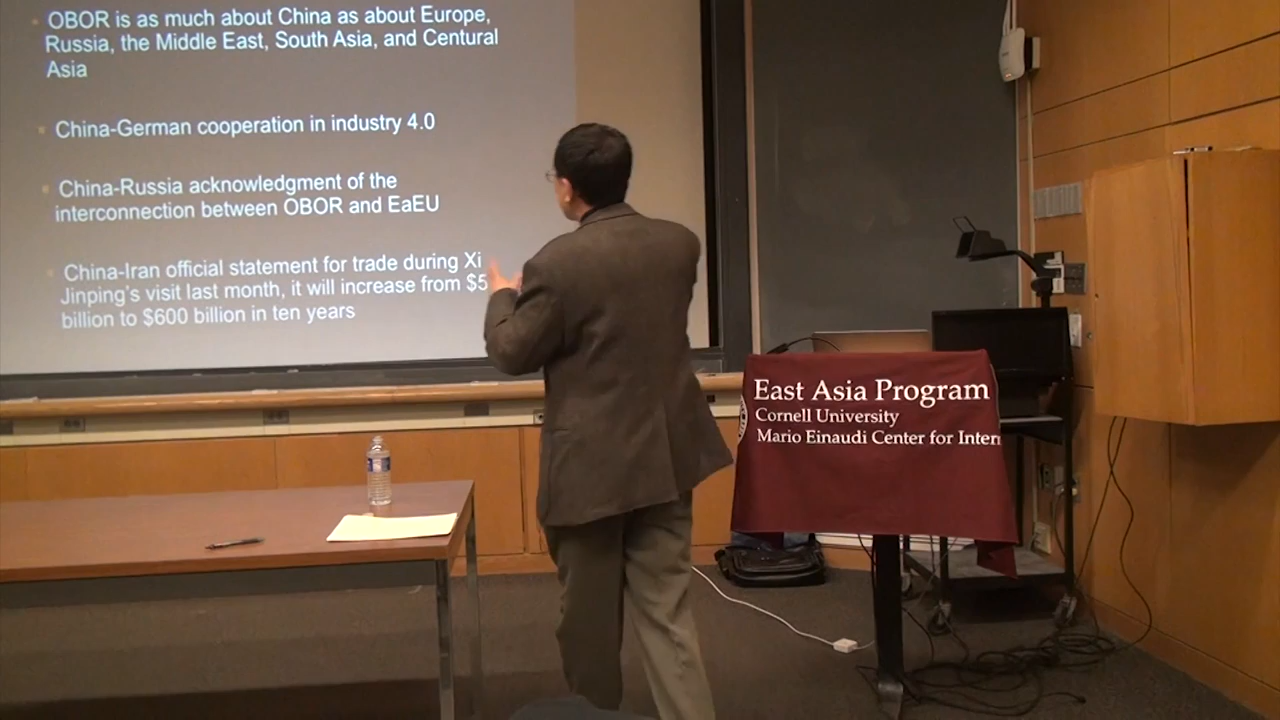 OBOR is as much about China as about Europe,
Russia, the Middle East, South Asia, and Centural
Asia
China-German cooperation in industry 4.0
China-Russia acknowledgment of the
interconnection between OBOR and EaEU
China-Iran official statement for trade during Xi
Jinping's visit last month, it will increase from $5
billion to $600 billion in ten years
East Asia Program
Cornell University
Mario Einaudi Center for Intern